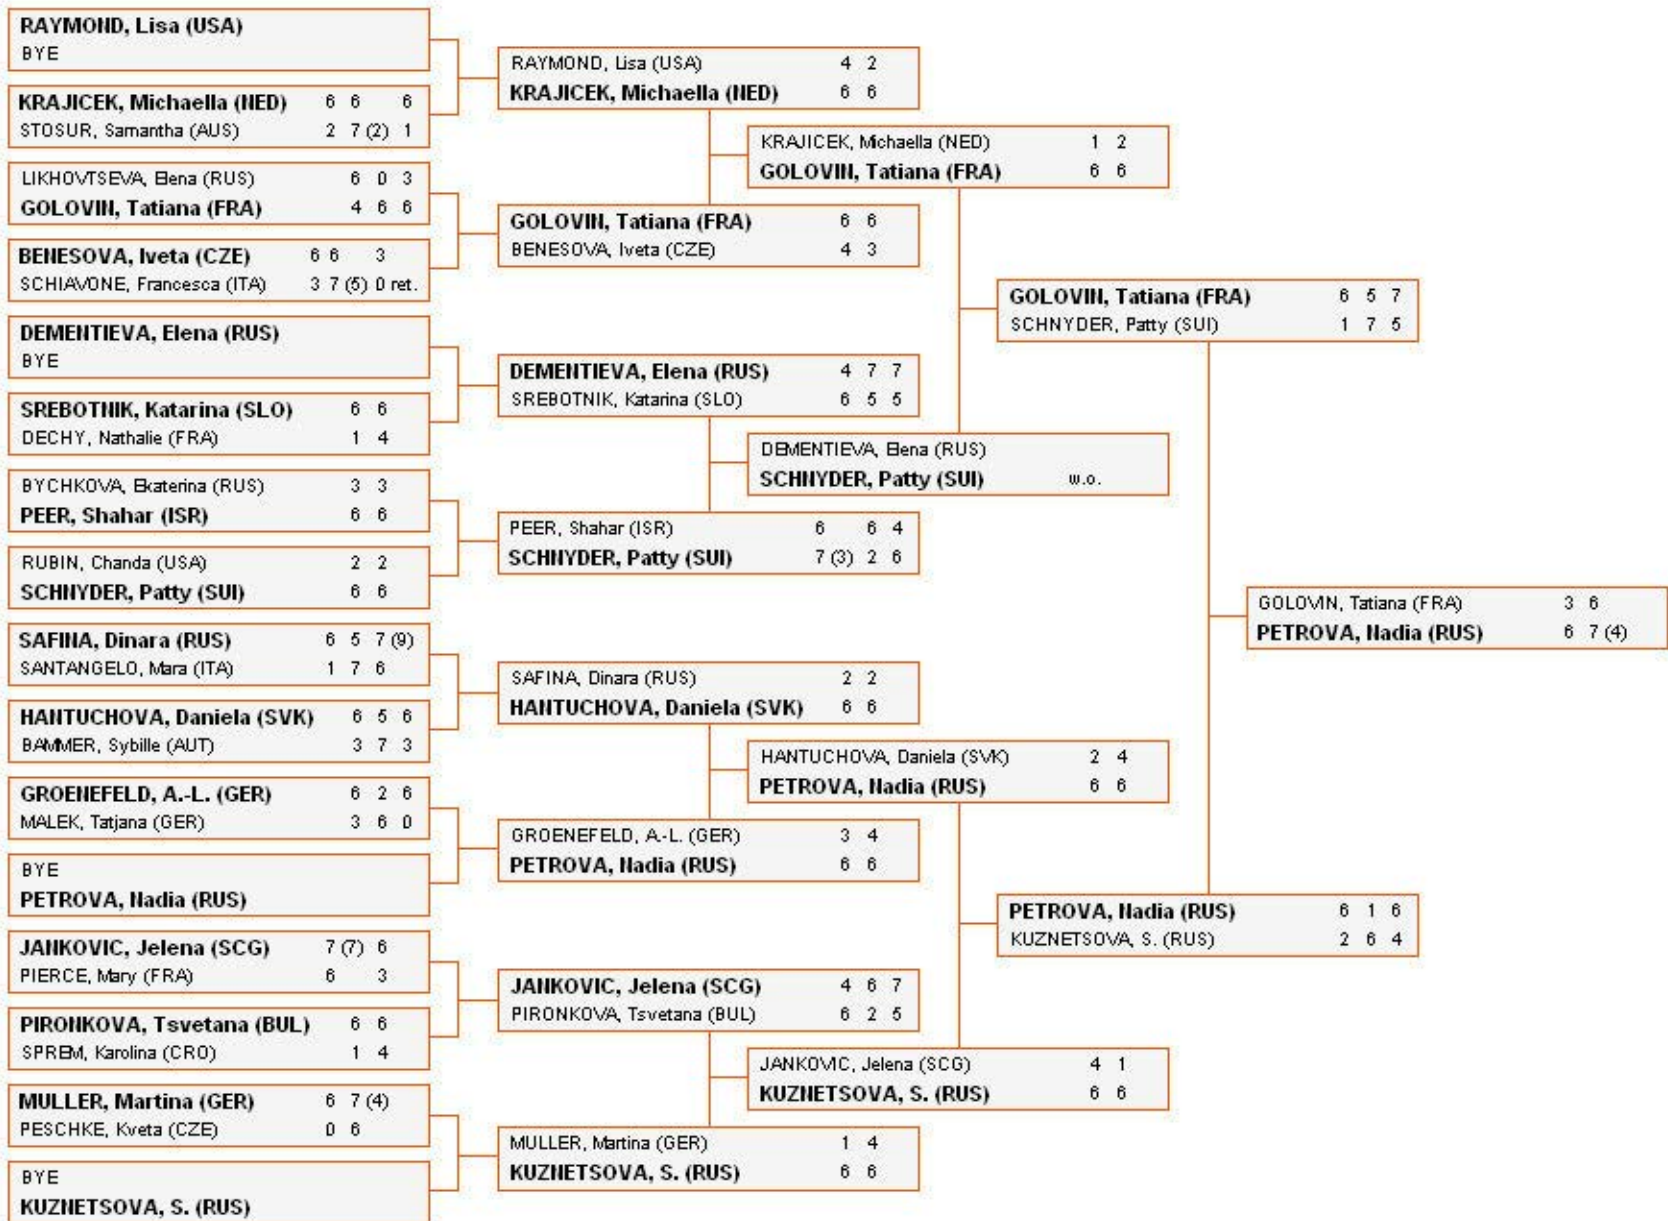 RAYMOND, Lisa (USA)
BYE
KRAJICEK, Michaella (NED) 6 6 6
STOSUR, Samantha (AUS) 2 7 (2) 1
LIKHOVTSEVA, Elena (RUS) 6 0 3
GOLOVIN, Tatiana (FRA) 4 6 6
BENESOVA, Iveta (CZE) 6 6 3
SCHIAVONE, Francesca (ITA) 3 7 (5) 0 ret.
DEMENTIEVA, Elena (RUS)
BYE
SREBOTNIK, Katarina (SLO) 6 6
DECHY, Nathalie (FRA) 1 4
BYCHKOVA, Ekaterina (RUS) 3 3
PEER, Shahar (ISR) 6 6
RUBIN, Chanda (USA) 2 2
SCHNYDER, Patty (SUI) 6 6
SAFINA, Dinara (RUS) 6 5 7 (9)
SANTANGELO, Mara (ITA) 1 7 6
HANTUCHOVA, Daniela (SVK) 6 5 6
BAMMER, Sybille (AUT) 3 7 3
GROENEFELD, A.-L. (GER) 6 2 6
MALEK, Tatjana (GER) 3 6 0
BYE
PETROVA, Nadia (RUS)
JANKOVIC, Jelena (SCG) 7 (7) 6
PIERCE, Mary (FRA) 6 3
PIRONKOVA, Tsvetana (BUL) 6 6
SPREM, Karolina (CRO) 1 4
MULLER, Martina (GER) 6 7 (4)
PESCHKE, Kveta (CZE) 0 6
BYE
KUZNETSOVA, S. (RUS)
RAYMOND, Lisa (USA) 4 2
KRAJICEK, Michaella (NED) 6 6
GOLOVIN, Tatiana (FRA) 6 6
BENESOVA, Iveta (CZE) 4 3
DEMENTIEVA, Elena (RUS) 4 7 7
SREBOTNIK, Katarina (SLO) 6 5 5
PEER, Shahar (ISR) 6 6 4
SCHNYDER, Patty (SUI) 7 (3) 2 6
SAFINA, Dinara (RUS) 2 2
HANTUCHOVA, Daniela (SVK) 6 6
GROENEFELD, A.-L. (GER) 3 4
PETROVA, Nadia (RUS) 6 6
JANKOVIC, Jelena (SCG) 4 6 7
PIRONKOVA, Tsvetana (BUL) 6 2 5
MULLER, Martina (GER) 1 4
KUZNETSOVA, S. (RUS) 6 6
KRAJICEK, Michaella (NED) 1 2
GOLOVIN, Tatiana (FRA) 6 6
DEMENTIEVA, Elena (RUS)
SCHNYDER, Patty (SUI) w.o.
HANTUCHOVA, Daniela (SVK) 2 4
PETROVA, Nadia (RUS) 6 6
JANKOVIC, Jelena (SCG) 4 1
KUZNETSOVA, S. (RUS) 6 6
GOLOVIN, Tatiana (FRA) 6 5 7
SCHNYDER, Patty (SUI) 1 7 5
PETROVA, Nadia (RUS) 6 1 6
KUZNETSOVA, S. (RUS) 2 6 4
GOLOVIN, Tatiana (FRA) 3 6
PETROVA, Nadia (RUS) 6 7 (4)